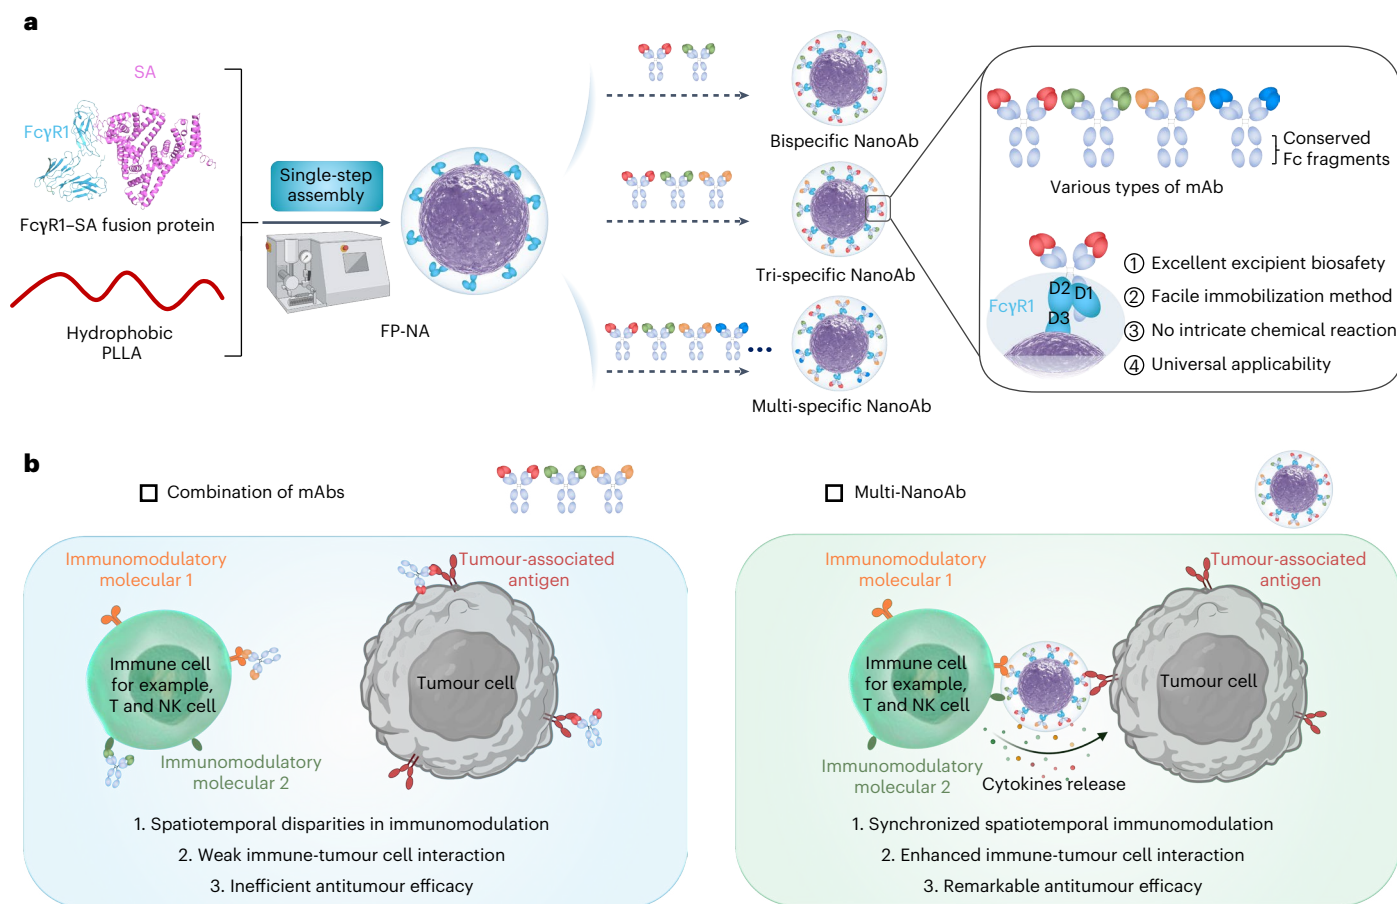 a
SA
FcγR1
FcγR1–SA fusion protein
Hydrophobic
PLLA
Single-step
assembly
FP-NA
Bispecific NanoAb
Tri-specific NanoAb
•••
Multi-specific NanoAb
Conserved
Fc fragments
Various types of mAb
FcγR1
D2
D1
D3
① Excellent excipient biosafety
② Facile immobilization method
③ No intricate chemical reaction
④ Universal applicability
b
Combination of mAbs
Immunomodulatory
molecular 1
Tumour-associated
antigen
Immune cell
for example,
T and NK cell
Tumour cell
Immunomodulatory
molecular 2
1. Spatiotemporal disparities in immunomodulation
2. Weak immune-tumour cell interaction
3. Inefficient antitumour efficacy
Multi-NanoAb
Immunomodulatory
molecular 1
Tumour-associated
antigen
Immune cell
for example,
T and NK cell
Tumour cell
Immunomodulatory
molecular 2
Cytokines release
1. Synchronized spatiotemporal immunomodulation
2. Enhanced immune-tumour cell interaction
3. Remarkable antitumour efficacy